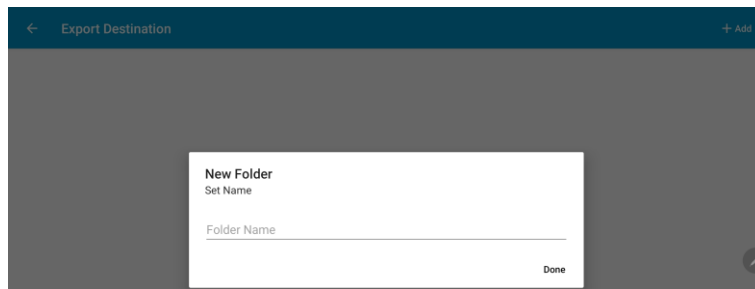 Export Destination
+ Add
New Folder
Set Name
Folder Name
Done